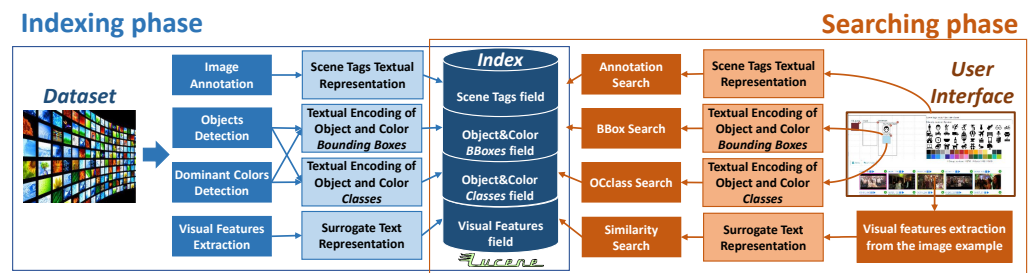 Indexing phase
Searching phase
Dataset
Image
Annotation
Objects
Detection
Dominant Colors
Detection
Visual Features
Extraction
Scene Tags Textual
Representation
Textual Encoding of
Object and Color
Bounding Boxes
Textual Encoding of
Object and Color
Classes
Surrogate Text
Representation
Index
Scene Tags field
Object&Color
BBoxes field
Object&Color
Classes field
Visual Features
field
Lucene
Annotation
Search
BBox Search
OCclass Search
Similarity
Search
Scene Tags Textual
Representation
Textual Encoding of
Object and Color
Bounding Boxes
Textual Encoding of
Object and Color
Classes
Surrogate Text
Representation
User
Interface
Visual features extraction
from the image example